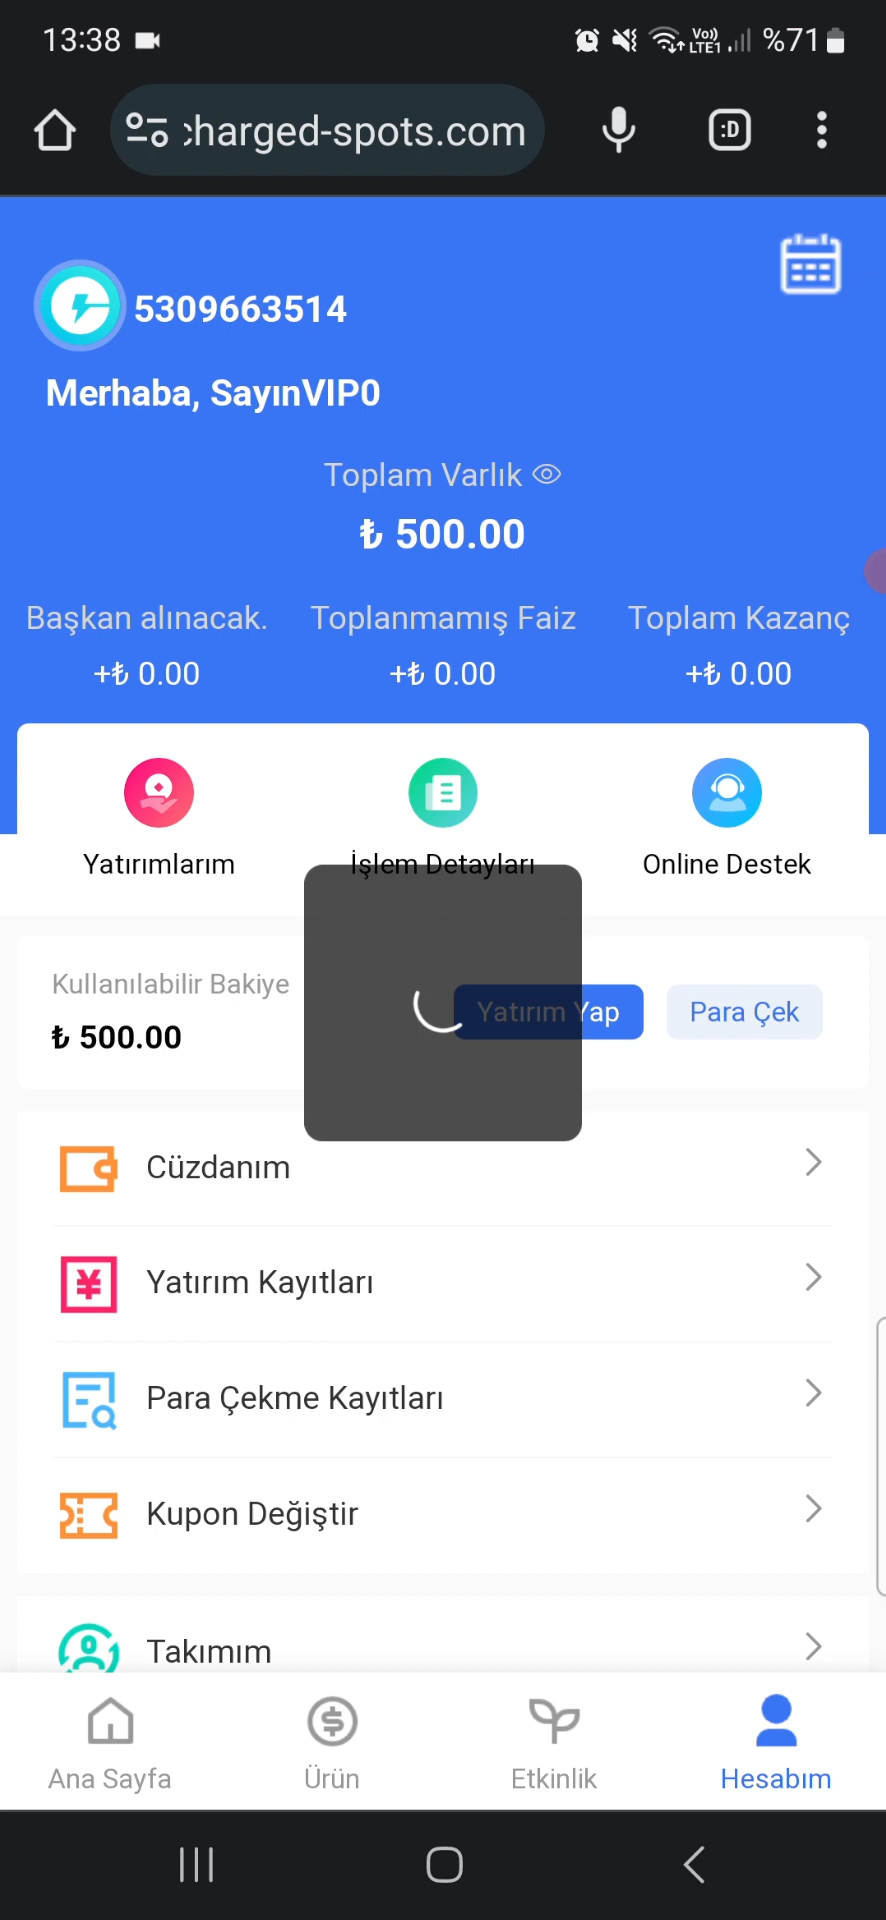 13:38
Vo)) LTE1 %71
charged-spots.com
:D
5309663514
Merhaba, SayınVIP0
Toplam Varlık
₺ 500.00
Başkan alınacak. Toplanmamış Faiz Toplam Kazanç
+₺ 0.00 +₺ 0.00 +₺ 0.00
Yatırımlarım İşlem Detayları Online Destek
Kullanılabilir Bakiye
₺ 500.00
Yatırım Yap Para Çek
Cüzdanım
¥ Yatırım Kayıtları
Para Çekme Kayıtları
Kupon Değiştir
Takımım
Ana Sayfa Ürün Etkinlik Hesabım